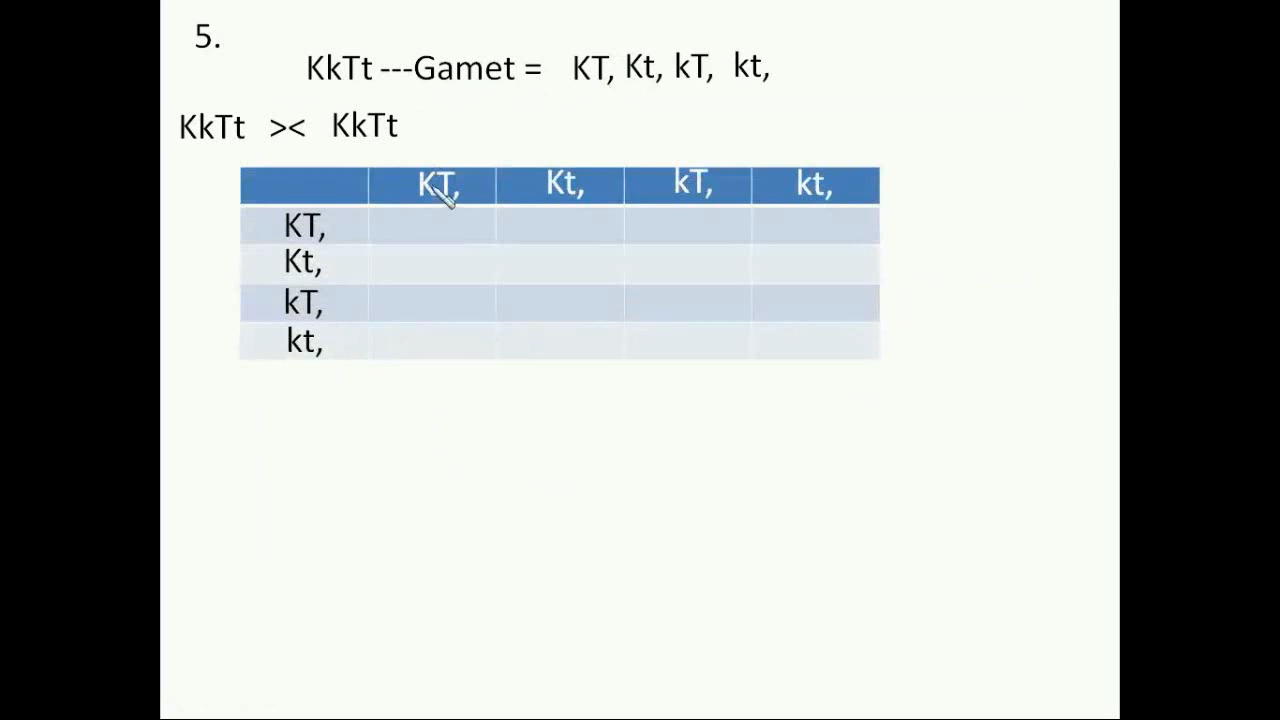 5.
KkTt ---Gamet = KT, Kt, kT, kt,
KkTt >< KkTt
KT, Kt, kT, kt,
KT,
Kt,
kT,
kt,